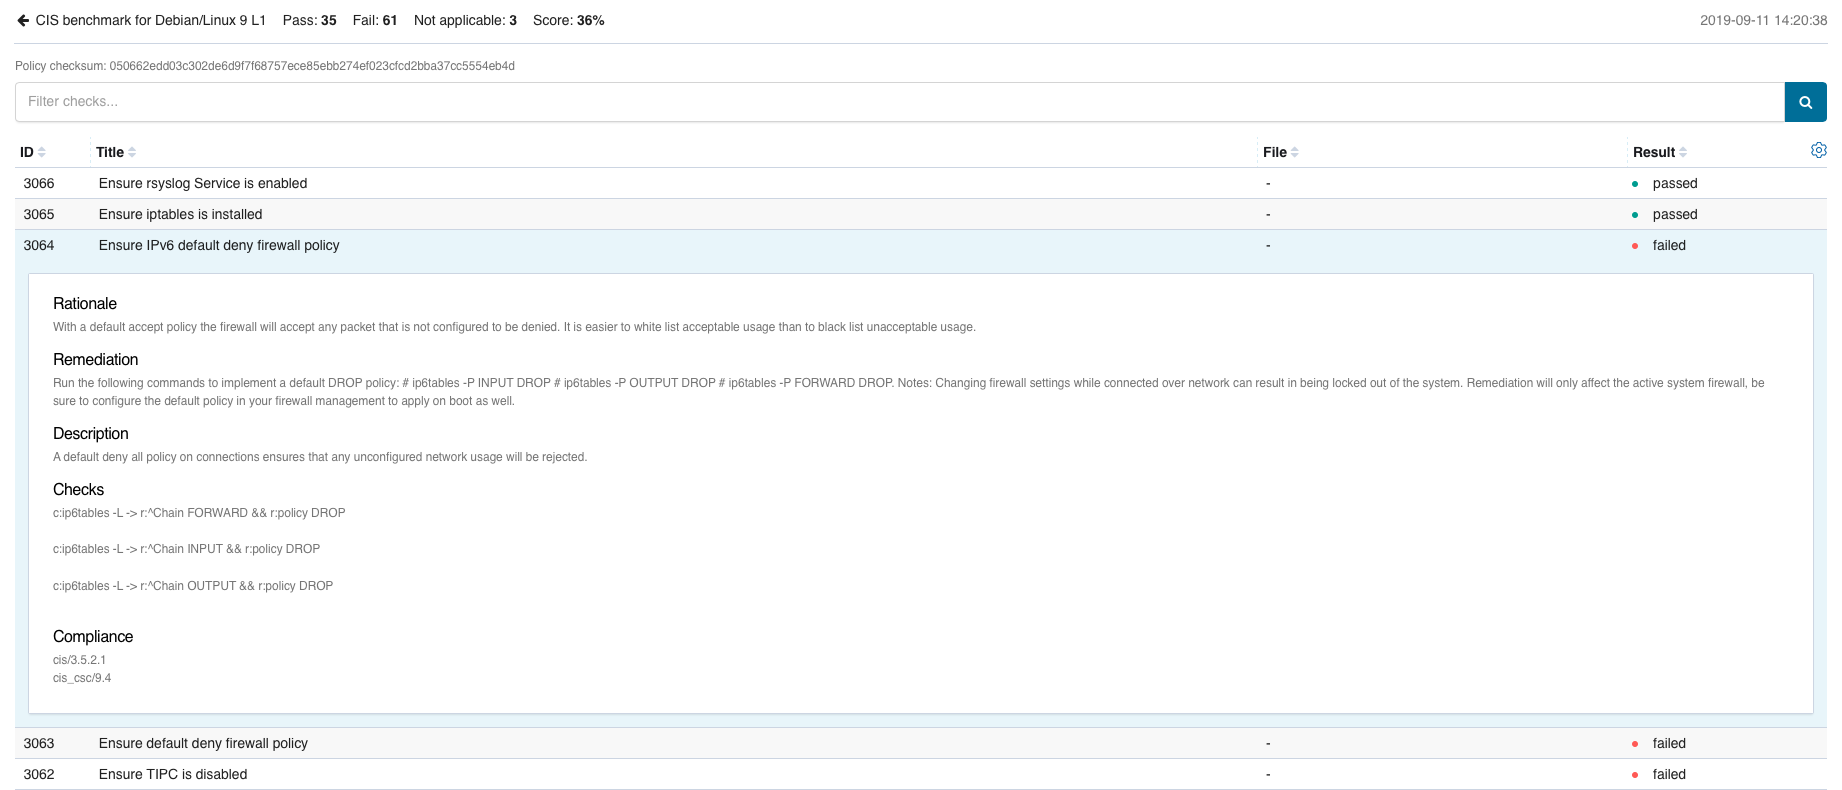 CIS benchmark for Debian/Linux 9 L1 Pass: 35 Fail: 61 Not applicable: 3 Score: 36% 2019-09-11 14:20:38
Policy checksum: 050662edd03c302de6d9f7f68757ece85ebb274ef023cfcd2bba37cc5554eb4d
Filter checks...
ID Title File Result
3066 Ensure rsyslog Service is enabled - passed
3065 Ensure iptables is installed - passed
3064 Ensure IPv6 default deny firewall policy - failed
Rationale
With a default accept policy the firewall will accept any packet that is not configured to be denied. It is easier to white list acceptable usage than to black list unacceptable usage.
Remediation
Run the following commands to implement a default DROP policy: # ip6tables -P INPUT DROP # ip6tables -P OUTPUT DROP # ip6tables -P FORWARD DROP. Notes: Changing firewall settings while connected over network can result in being locked out of the system. Remediation will only affect the active system firewall, be
sure to configure the default policy in your firewall management to apply on boot as well.
Description
A default deny all policy on connections ensures that any unconfigured network usage will be rejected.
Checks
c:ip6tables -L -> r:^Chain FORWARD && r:policy DROP
c:ip6tables -L -> r:^Chain INPUT && r:policy DROP
c:ip6tables -L -> r:^Chain OUTPUT && r:policy DROP
Compliance
cis/3.5.2.1
cis_csc/9.4
3063 Ensure default deny firewall policy - failed
3062 Ensure TIPC is disabled - failed